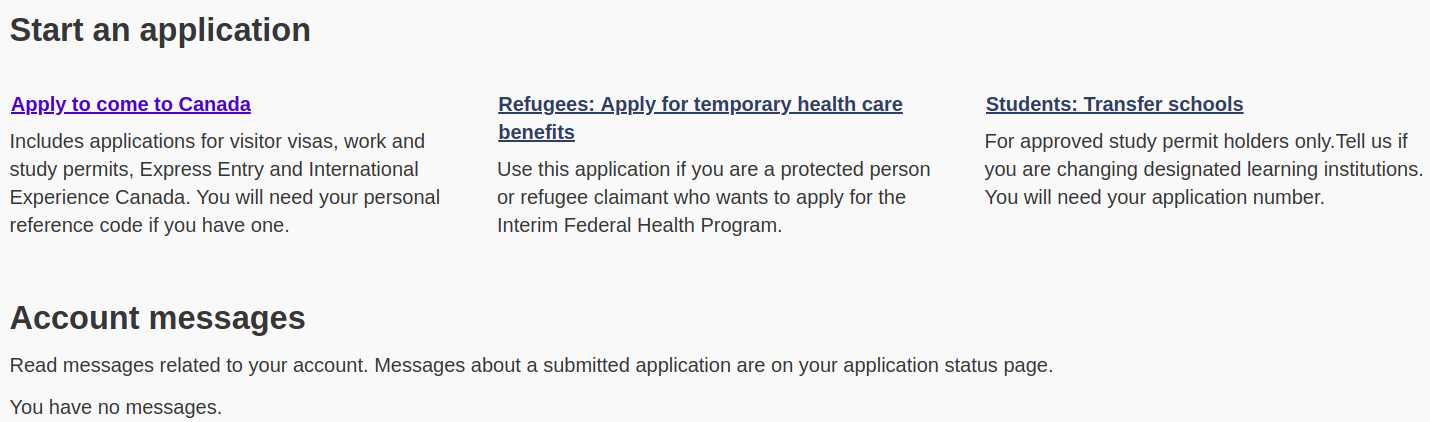 Start an application
Apply to come to Canada
Includes applications for visitor visas, work and
study permits, Express Entry and International
Experience Canada. You will need your personal
reference code if you have one.
Refugees: Apply for temporary health care
benefits
Use this application if you are a protected person
or refugee claimant who wants to apply for the
Interim Federal Health Program.
Students: Transfer schools
For approved study permit holders only.Tell us if
you are changing designated learning institutions.
You will need your application number.
Account messages
Read messages related to your account. Messages about a submitted application are on your application status page.
You have no messages.